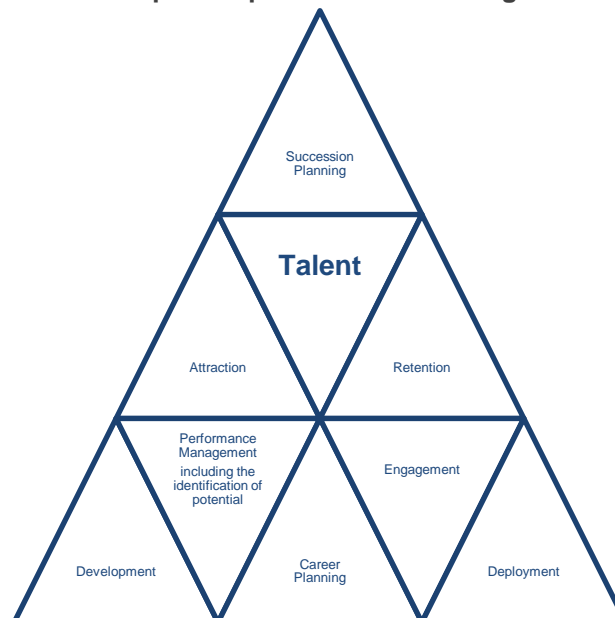 Succession
Planning
Talent
Attraction
Retention
Performance
Management
including the
identification of
potential
Engagement
Development
Career
Planning
Deployment